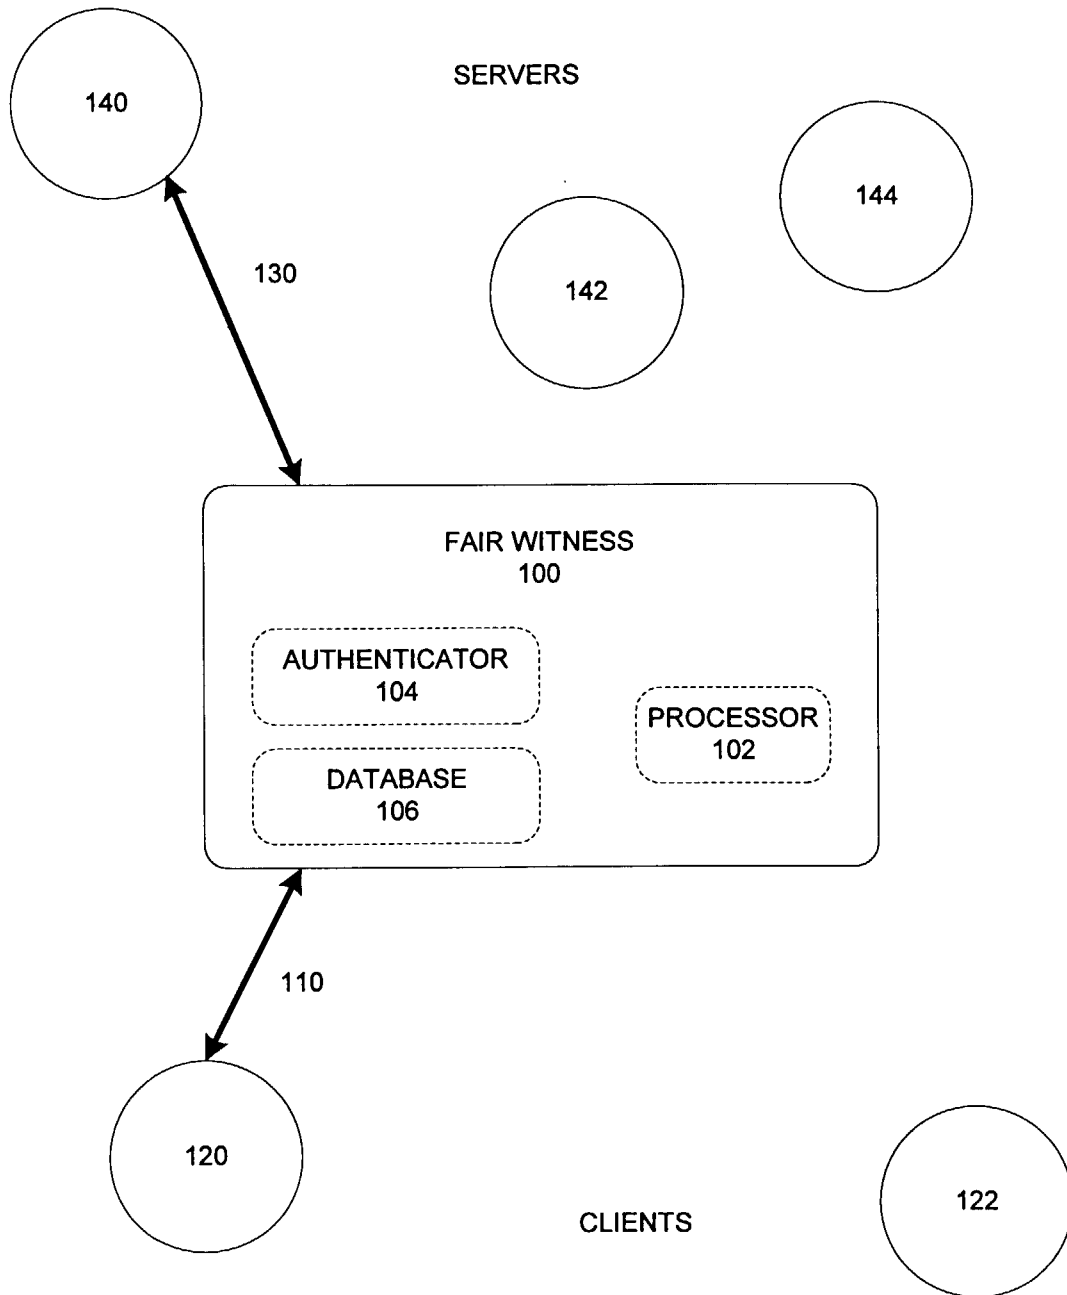 SERVERS
140
144
142
130
FAIR WITNESS
100
AUTHENTICATOR
104
PROCESSOR
102
DATABASE
106
110
120
122
CLIENTS